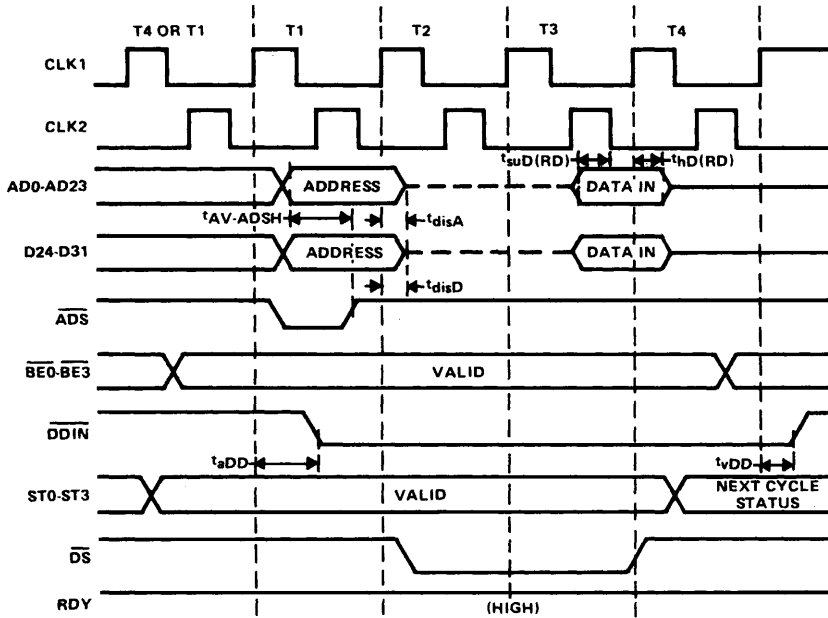 T4 OR T1 T1 T2 T3 T4
CLK1
CLK2
tsuD(RD) thD(RD)
AD0-AD23 ADDRESS DATA IN
tAV-ADSH tdisA
D24-D31 ADDRESS DATA IN
tdisD
ADS
BE0-BE3 VALID
DDIN
taDD tvDD
ST0-ST3 VALID NEXT CYCLE
STATUS
DS
RDY (HIGH)